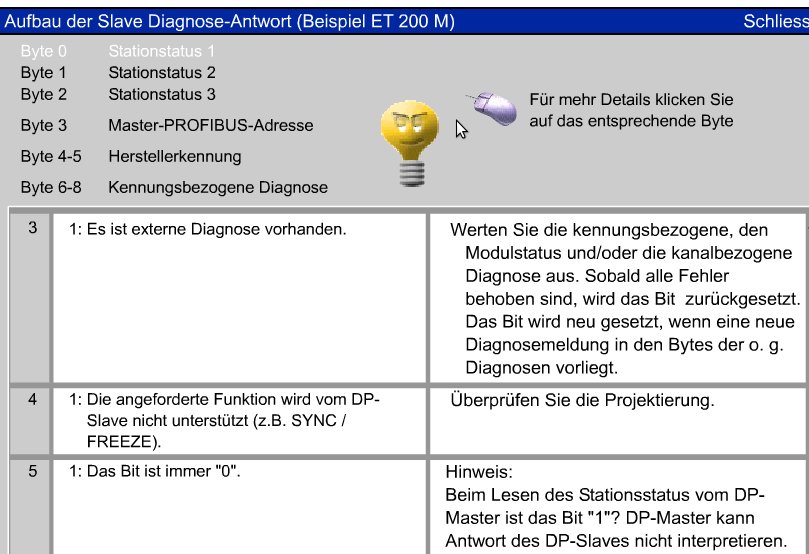 Aufbau der Slave Diagnose-Antwort (Beispiel ET 200 M) Schliess
Byte 0 Stationstatus 1
Byte 1 Stationstatus 2
Byte 2 Stationstatus 3
Byte 3 Master-PROFIBUS-Adresse
Byte 4-5 Herstellerkennung
Byte 6-8 Kennungsbezogene Diagnose
Für mehr Details klicken Sie
auf das entsprechende Byte
3 1: Es ist externe Diagnose vorhanden.
Werten Sie die kennungsbezogene, den
Modulstatus und/oder die kanalbezogene
Diagnose aus. Sobald alle Fehler
behoben sind, wird das Bit zurückgesetzt.
Das Bit wird neu gesetzt, wenn eine neue
Diagnosemeldung in den Bytes der o. g.
Diagnosen vorliegt.
4 1: Die angeforderte Funktion wird vom DP-
Slave nicht unterstützt (z.B. SYNC /
FREEZE).
Überprüfen Sie die Projektierung.
5 1: Das Bit ist immer "0".
Hinweis:
Beim Lesen des Stationsstatus vom DP-
Master ist das Bit "1"? DP-Master kann
Antwort des DP-Slaves nicht interpretieren.